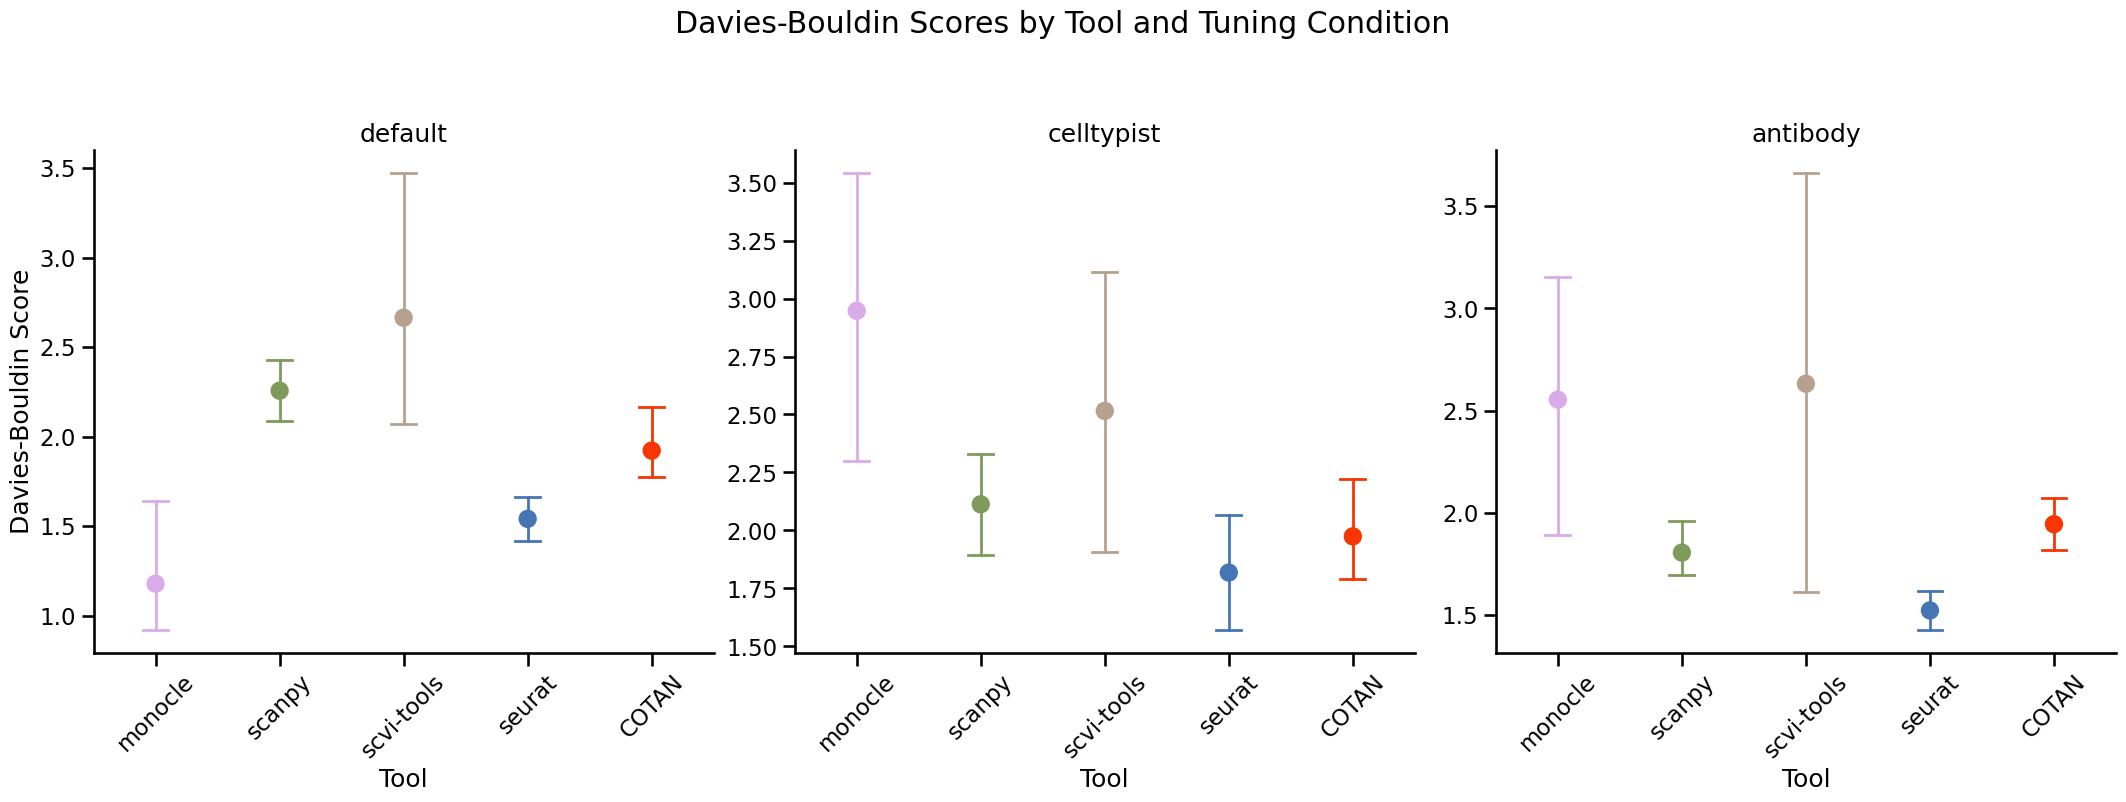 Davies-Bouldin Scores by Tool and Tuning Condition
default
3.5
3.0
2.5
2.0
1.5
1.0
Davies-Bouldin Score
monocle
scanpy
scvi-tools
seurat
COTAN
Tool
celltypist
3.50
3.25
3.00
2.75
2.50
2.25
2.00
1.75
1.50
monocle
scanpy
scvi-tools
seurat
COTAN
Tool
antibody
3.5
3.0
2.5
2.0
1.5
monocle
scanpy
scvi-tools
seurat
COTAN
Tool